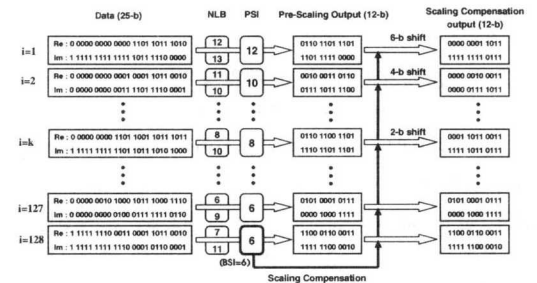 Data (25-b) NLB PSI Pre-Scaling Output (12-b) Scaling Compensation output (12-b)
i=1 Re : 0 0000 0000 0000 1101 1011 1010 12 12 0110 1101 1101 6-b shift 0000 0001 1011
Im : 1 1111 1111 1111 1011 1110 0000 13 1101 1111 0000 1111 1111 0111
i=2 Re : 0 0000 0000 0001 0001 1011 0010 11 10 0010 0011 0110 4-b shift 0000 0010 0011
Im : 0 0000 0000 0011 1101 1110 0001 10 0111 1011 1100 0000 0111 1011
i=k Re : 0 0000 0000 1101 1001 1011 1011 8 8 0110 1100 1101 2-b shift 0001 1011 0011
Im : 1 1111 1111 1101 1011 1010 1000 10 1110 1101 1101 1111 1011 0111
i=127 Re : 0 0000 0010 1000 1011 1000 1110 6 6 0101 0001 0111 0101 0001 0111
Im : 0 0000 0000 0100 0111 1111 0110 9 0000 1000 1111 0000 1000 1111
i=128 Re : 1 1111 1110 0011 0001 1011 0010 7 6 1100 0110 0011 1100 0110 0011
Im : 1 1111 1111 1110 0001 0110 0001 11 1111 1100 0010 1111 1100 0010
(BSI=6)
Scaling Compensation